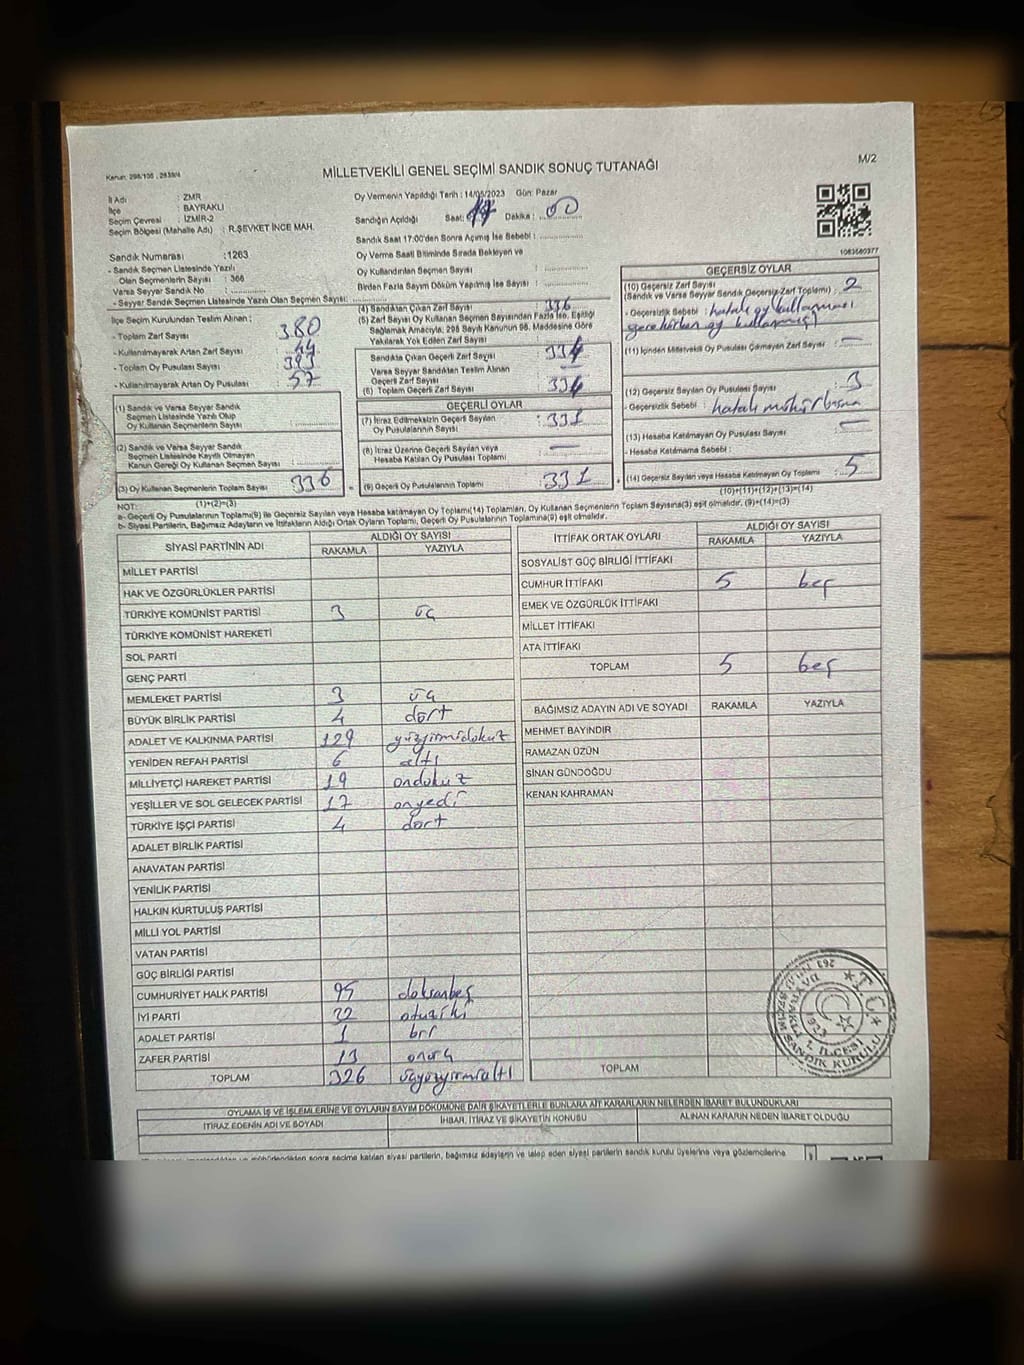 MİLLETVEKİLİ GENEL SEÇİMİ SANDIK SONUÇ TUTANAĞI
M/2
Kanun: 298/106 , 2839/4
İl Adı : ZMR
İlçe : BAYRAKLI
Seçim Çevresi : İZMİR-2
Seçim Bölgesi (Mahalle Adı) : R.ŞEVKET İNCE MAH.
Oy Vermenin Yapıldığı Tarih : 14/05/2023 Gün: Pazar
Sandığın Açıldığı Saat: 17 Dakika : 00
Sandık Saat 17:00'den Sonra Açılmış İse Sebebi :
Oy Verme Saati Bitiminde Sırada Bekleyen ve
Oy Kullandırılan Seçmen Sayısı :
Birden Fazla Sayım Döküm Yapılmış İse Sayısı :
Sandık Numarası :1263
- Sandık Seçmen Listesinde Yazılı
Olan Seçmenlerin Sayısı : 366
Varsa Seyyar Sandık No :
- Seyyar Sandık Seçmen Listesinde Yazılı Olan Seçmen Sayısı:
İlçe Seçim Kurulundan Teslim Alınan :
- Toplam Zarf Sayısı : 380
- Kullanılmayarak Artan Zarf Sayısı : 44
- Toplam Oy Pusulası Sayısı : 393
- Kullanılmayarak Artan Oy Pusulası : 57
(1) Sandık ve Varsa Seyyar Sandık
Seçmen Listesinde Yazılı Olup
Oy Kullanan Seçmenlerin Sayısı :
(2) Sandık ve Varsa Seyyar Sandık
Seçmen Listesinde Kayıtlı Olmayan
Kanun Gereği Oy Kullanan Seçmen Sayısı :
(3) Oy Kullanan Seçmenlerin Toplam Sayısı : 336
(1)+(2)=(3)
(4) Sandıktan Çıkan Zarf Sayısı : 336
(5) Zarf Sayısı Oy Kullanan Seçmen Sayısından Fazla ise, Eşitliği
Sağlamak Amacıyla; 298 Sayılı Kanunun 98. Maddesine Göre
Yakılarak Yok Edilen Zarf Sayısı :
Sandıkta Çıkan Geçerli Zarf Sayısı : 334
Varsa Seyyar Sandıktan Teslim Alınan
Geçerli Zarf Sayısı : —
(6) Toplam Geçerli Zarf Sayısı : 334
GEÇERLİ OYLAR
(7) İtiraz Edilmeksizin Geçerli Sayılan
Oy Pusulalarının Sayısı : 331
(8) İtiraz Üzerine Geçerli Sayılan veya
Hesaba Katılan Oy Pusulası Toplamı : —
(9) Geçerli Oy Pusulalarının Toplamı : 331
1063680377
GEÇERSİZ OYLAR
(10) Geçersiz Zarf Sayısı
(Sandık ve Varsa Seyyar Sandık Geçersiz Zarf Toplamı) : 2
- Geçersizlik Sebebi : hatalı oy kullanması
gerekirken oy kullanmış
(11) İçinden Milletvekili Oy Pusulası Çıkmayan Zarf Sayısı : —
(12) Geçersiz Sayılan Oy Pusulası Sayısı : 3
- Geçersizlik Sebebi : hatalı mühür basma
(13) Hesaba Katılmayan Oy Pusulası Sayısı : —
- Hesaba Katılmama Sebebi :
(14) Geçersiz Sayılan veya Hesaba Katılmayan Oy Toplamı : 5
(10)+(11)+(12)+(13)=(14)
NOT:
a- Geçerli Oy Pusulalarının Toplamı(9) ile Geçersiz Sayılan veya Hesaba katılmayan Oy Toplamı(14) Toplamları, Oy Kullanan Seçmenlerin Toplam Sayısına(3) eşit olmalıdır. (9)+(14)=(3)
b- Siyasi Partilerin, Bağımsız Adayların ve İttifakların Aldığı Ortak Oyların Toplamı, Geçerli Oy Pusulalarının Toplamına(9) eşit olmalıdır.
SİYASİ PARTİNİN ADI ALDIĞI OY SAYISI
RAKAMLA YAZIYLA
MİLLET PARTİSİ
HAK VE ÖZGÜRLÜKLER PARTİSİ
TÜRKİYE KOMÜNİST PARTİSİ 3 üç
TÜRKİYE KOMÜNİST HAREKETİ
SOL PARTİ
GENÇ PARTİ
MEMLEKET PARTİSİ 3 üç
BÜYÜK BİRLİK PARTİSİ 4 dört
ADALET VE KALKINMA PARTİSİ 129 yüzyirmidokuz
YENİDEN REFAH PARTİSİ 6 altı
MİLLİYETÇİ HAREKET PARTİSİ 19 ondokuz
YEŞİLLER VE SOL GELECEK PARTİSİ 17 onyedi
TÜRKİYE İŞÇİ PARTİSİ 4 dört
ADALET BİRLİK PARTİSİ
ANAVATAN PARTİSİ
YENİLİK PARTİSİ
HALKIN KURTULUŞ PARTİSİ
MİLLİ YOL PARTİSİ
VATAN PARTİSİ
GÜÇ BİRLİĞİ PARTİSİ
CUMHURİYET HALK PARTİSİ 95 doksanbeş
İYİ PARTİ 32 otuziki
ADALET PARTİSİ 1 bir
ZAFER PARTİSİ 13 onüç
TOPLAM 326 üçyüzyirmialtı
İTTİFAK ORTAK OYLARI ALDIĞI OY SAYISI
RAKAMLA YAZIYLA
SOSYALİST GÜÇ BİRLİĞİ İTTİFAKI
CUMHUR İTTİFAKI 5 beş
EMEK VE ÖZGÜRLÜK İTTİFAKI
MİLLET İTTİFAKI
ATA İTTİFAKI
TOPLAM 5 beş
BAĞIMSIZ ADAYIN ADI VE SOYADI RAKAMLA YAZIYLA
MEHMET BAYINDIR
RAMAZAN ÜZÜN
SİNAN GÜNDOĞDU
KENAN KAHRAMAN
TOPLAM
OYLAMA İŞ VE İŞLEMLERİNE VE OYLARIN SAYIM DÖKÜMÜNE DAİR ŞİKAYETLERLE BUNLARA AİT KARARLARIN NELERDEN İBARET BULUNDUKLARI
İTİRAZ EDENİN ADI VE SOYADI İHBAR, İTİRAZ VE ŞİKAYETİN KONUSU ALINAN KARARIN NEDEN İBARET OLDUĞU
sonra seçime katılan siyasi partilerin, bağımsız adayların ve talep eden siyasi partilerin sandık kurulu üyelerine veya gözlemcilerine